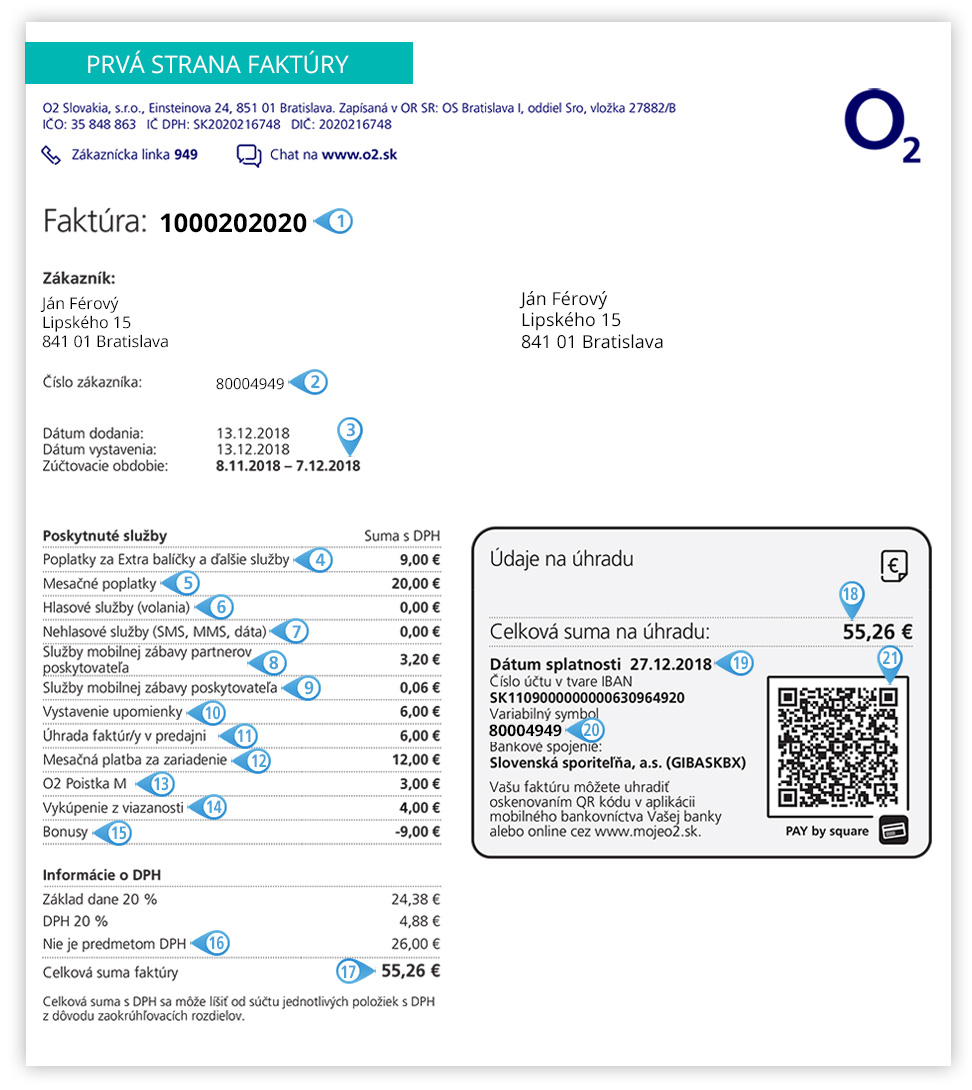 PRVÁ STRANA FAKTÚRY
O2 Slovakia, s.r.o., Einsteinova 24, 851 01 Bratislava. Zapísaná v OR SR: OS Bratislava I, oddiel Sro, vložka 27882/B
IČO: 35 848 863 IČ DPH: SK2020216748 DIČ: 2020216748
Zákaznícka linka 949 Chat na www.o2.sk
O2
Faktúra: 1000202020 1
Zákazník:
Ján Férový
Lipského 15
841 01 Bratislava
Ján Férový
Lipského 15
841 01 Bratislava
Číslo zákazníka: 80004949 2
Dátum dodania: 13.12.2018 3
Dátum vystavenia: 13.12.2018
Zúčtovacie obdobie: 8.11.2018 – 7.12.2018
Poskytnuté služby Suma s DPH
Poplatky za Extra balíčky a ďalšie služby 4 9,00 €
Mesačné poplatky 5 20,00 €
Hlasové služby (volania) 6 0,00 €
Nehlasové služby (SMS, MMS, dáta) 7 0,00 €
Služby mobilnej zábavy partnerov
poskytovateľa 8 3,20 €
Služby mobilnej zábavy poskytovateľa 9 0,06 €
Vystavenie upomienky 10 6,00 €
Úhrada faktúr/y v predajni 11 6,00 €
Mesačná platba za zariadenie 12 12,00 €
O2 Poistka M 13 3,00 €
Vykúpenie z viazanosti 14 4,00 €
Bonusy 15 -9,00 €
Informácie o DPH
Základ dane 20 % 24,38 €
DPH 20 % 4,88 €
Nie je predmetom DPH 16 26,00 €
Celková suma faktúry 17 55,26 €
Celková suma s DPH sa môže líšiť od súčtu jednotlivých položiek s DPH
z dôvodu zaokrúhľovacích rozdielov.
Údaje na úhradu
€
18
Celková suma na úhradu: 55,26 €
Dátum splatnosti 27.12.2018 19
21
Číslo účtu v tvare IBAN
SK1109000000000630964920
Variabilný symbol
80004949 20
Bankové spojenie:
Slovenská sporiteľňa, a.s. (GIBASKBX)
Vašu faktúru môžete uhradiť
oskenovaním QR kódu v aplikácii
mobilného bankovníctva Vašej banky
alebo online cez www.mojeo2.sk.
PAY by square